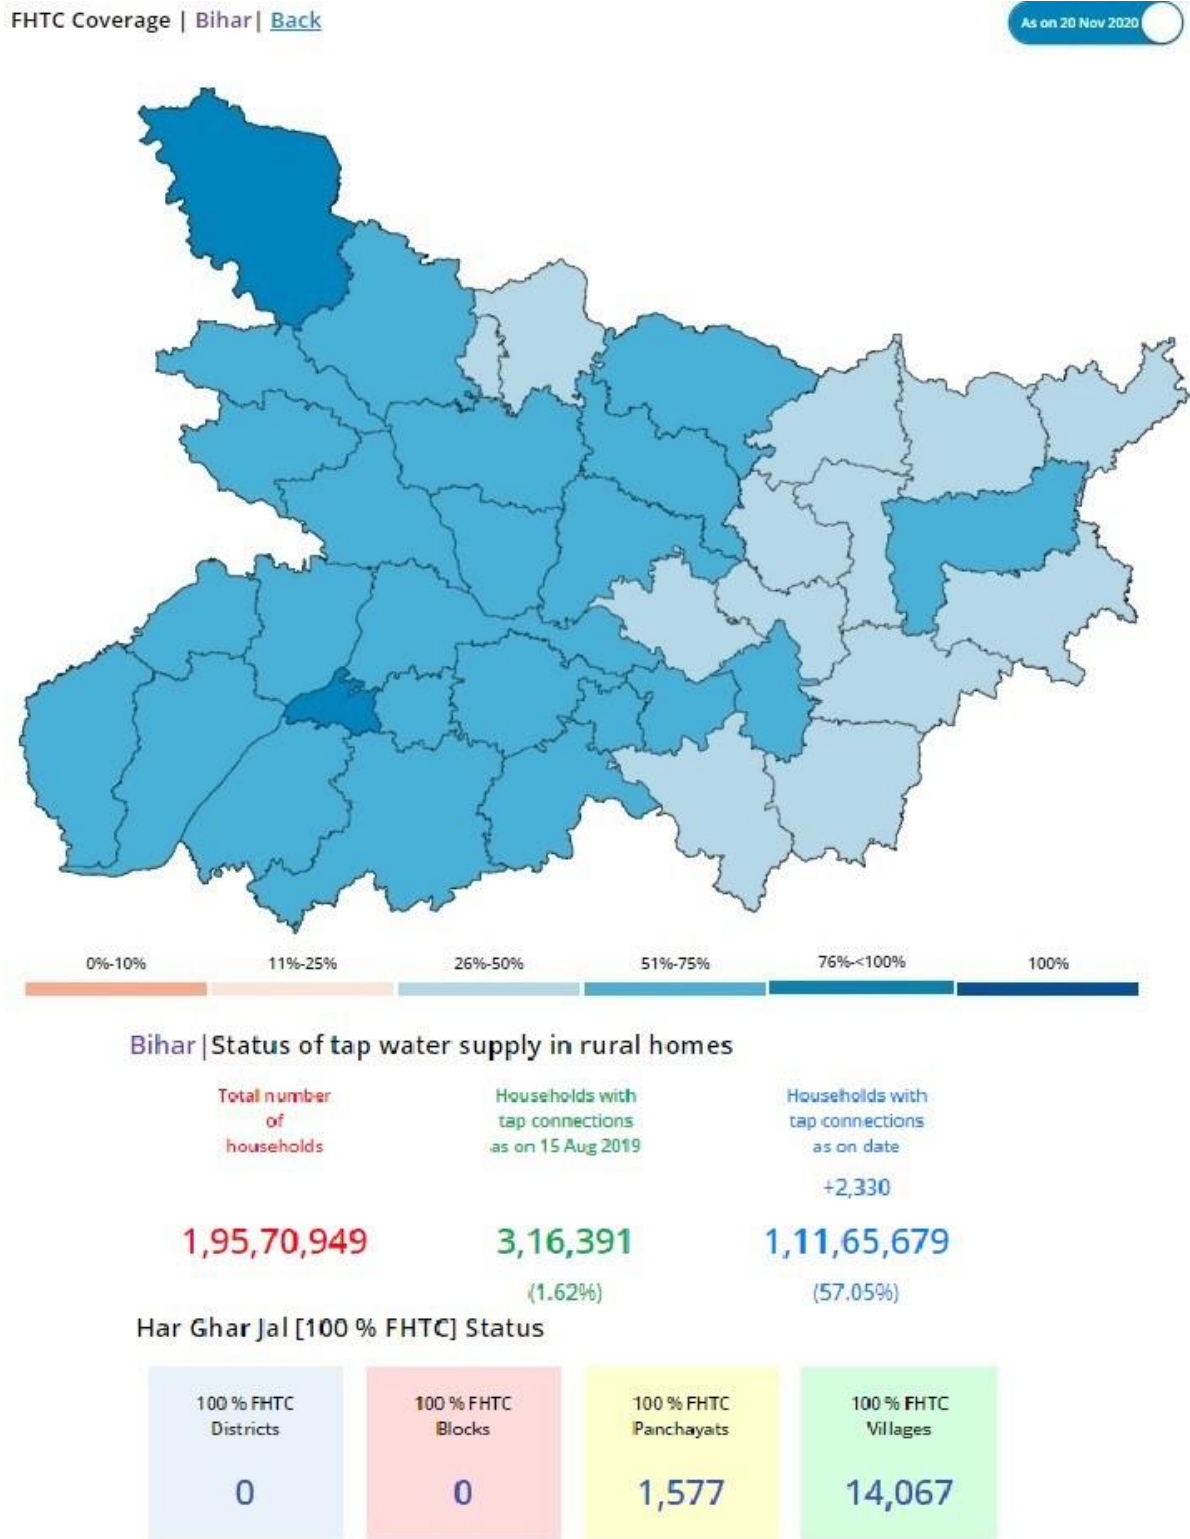 FHTC Coverage | Bihar| Back
As on 20 Nov 2020
0%-10%
11%-25%
26%-50%
51%-75%
76%-<100%
100%
Bihar|Status of tap water supply in rural homes
Total number
of
households
Households with
tap connections
as on 15 Aug 2019
Households with
tap connections
as on date
+2,330
1,95,70,949
3,16,391
1,11,65,679
(1.62%)
(57.05%)
Har Ghar Jal [100 % FHTC] Status
100 % FHTC
Districts
0
100 % FHTC
Blocks
0
100 % FHTC
Panchayats
1,577
100 % FHTC
Villages
14,067